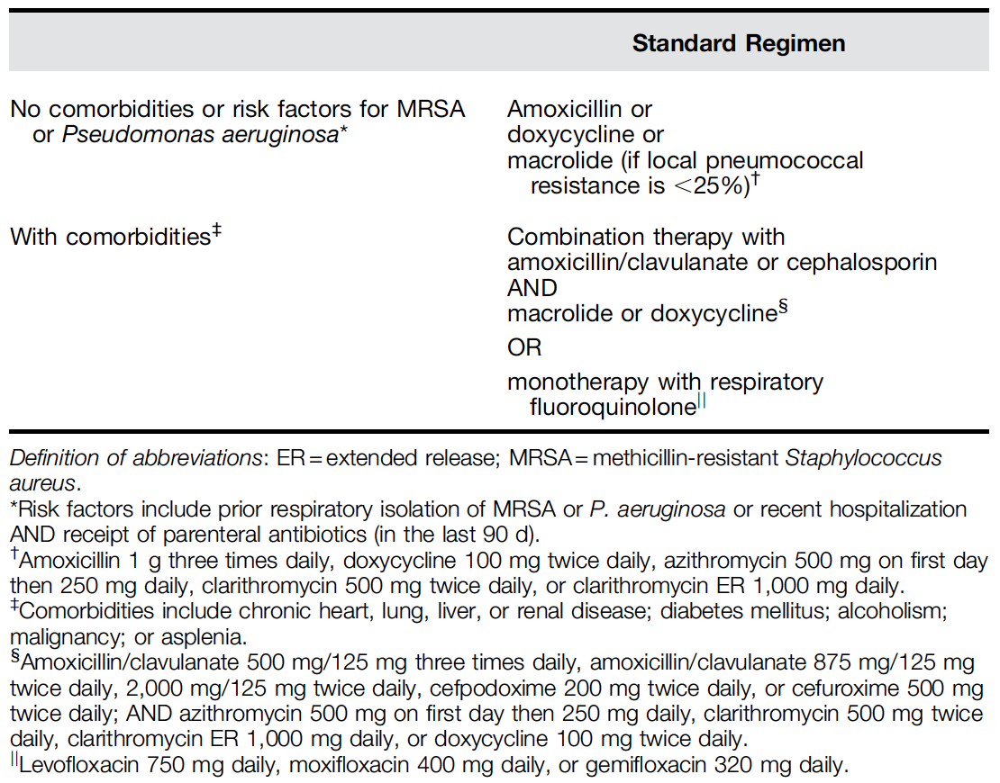 Standard Regimen
No comorbidities or risk factors for MRSA
or Pseudomonas aeruginosa*
Amoxicillin or
doxycycline or
macrolide (if local pneumococcal
resistance is <25%)†
With comorbidities‡
Combination therapy with
amoxicillin/clavulanate or cephalosporin
AND
macrolide or doxycycline§
OR
monotherapy with respiratory
fluoroquinolone||
Definition of abbreviations: ER = extended release; MRSA = methicillin-resistant Staphylococcus
aureus.
*Risk factors include prior respiratory isolation of MRSA or P. aeruginosa or recent hospitalization
AND receipt of parenteral antibiotics (in the last 90 d).
†Amoxicillin 1 g three times daily, doxycycline 100 mg twice daily, azithromycin 500 mg on first day
then 250 mg daily, clarithromycin 500 mg twice daily, or clarithromycin ER 1,000 mg daily.
‡Comorbidities include chronic heart, lung, liver, or renal disease; diabetes mellitus; alcoholism;
malignancy; or asplenia.
§Amoxicillin/clavulanate 500 mg/125 mg three times daily, amoxicillin/clavulanate 875 mg/125 mg
twice daily, 2,000 mg/125 mg twice daily, cefpodoxime 200 mg twice daily, or cefuroxime 500 mg
twice daily; AND azithromycin 500 mg on first day then 250 mg daily, clarithromycin 500 mg twice
daily, clarithromycin ER 1,000 mg daily, or doxycycline 100 mg twice daily.
||Levofloxacin 750 mg daily, moxifloxacin 400 mg daily, or gemifloxacin 320 mg daily.